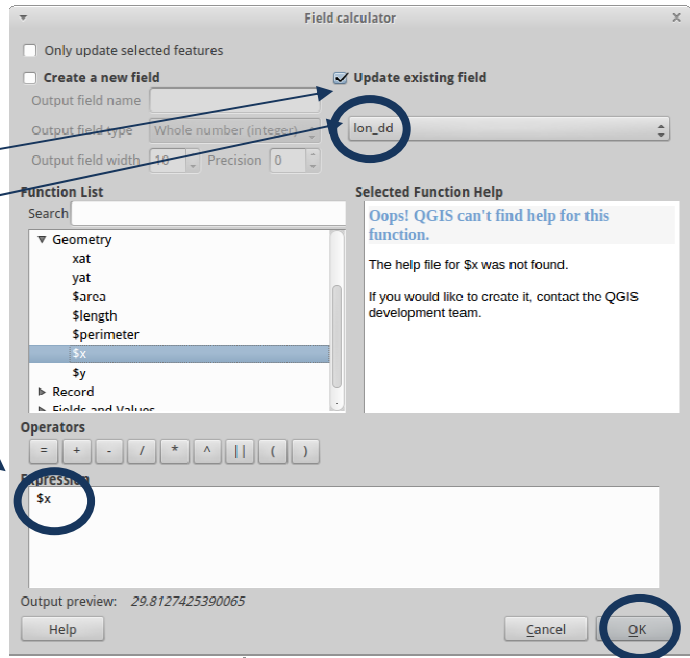 Field calculator
x
Only update selected features
Create a new field
Update existing field
Output field name
lon_dd
Output field type Whole number (integer)
Output field width 10 Precision 0
Function List
Selected Function Help
Search
Oops! QGIS can't find help for this
function.
Geometry
xat
yat
$area
$length
$perimeter
$x
$y
Record
Fields and Values
The help file for $x was not found.
If you would like to create it, contact the QGIS
development team.
Operators
= + - / * ^ || ( )
Expression
$x
Output preview: 29.8127425390065
Help
Cancel
OK